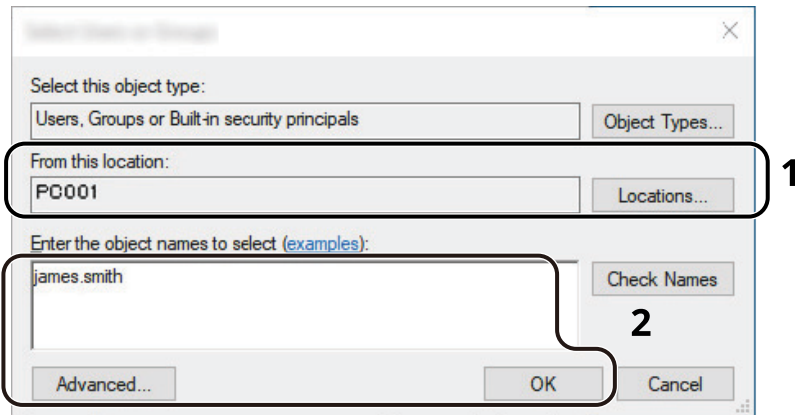 Select this object type:
Users, Groups or Built-in security principals
Object Types...
From this location:
PC001
Locations...
1
Enter the object names to select (examples):
james.smith
Check Names
2
Advanced...
OK
Cancel